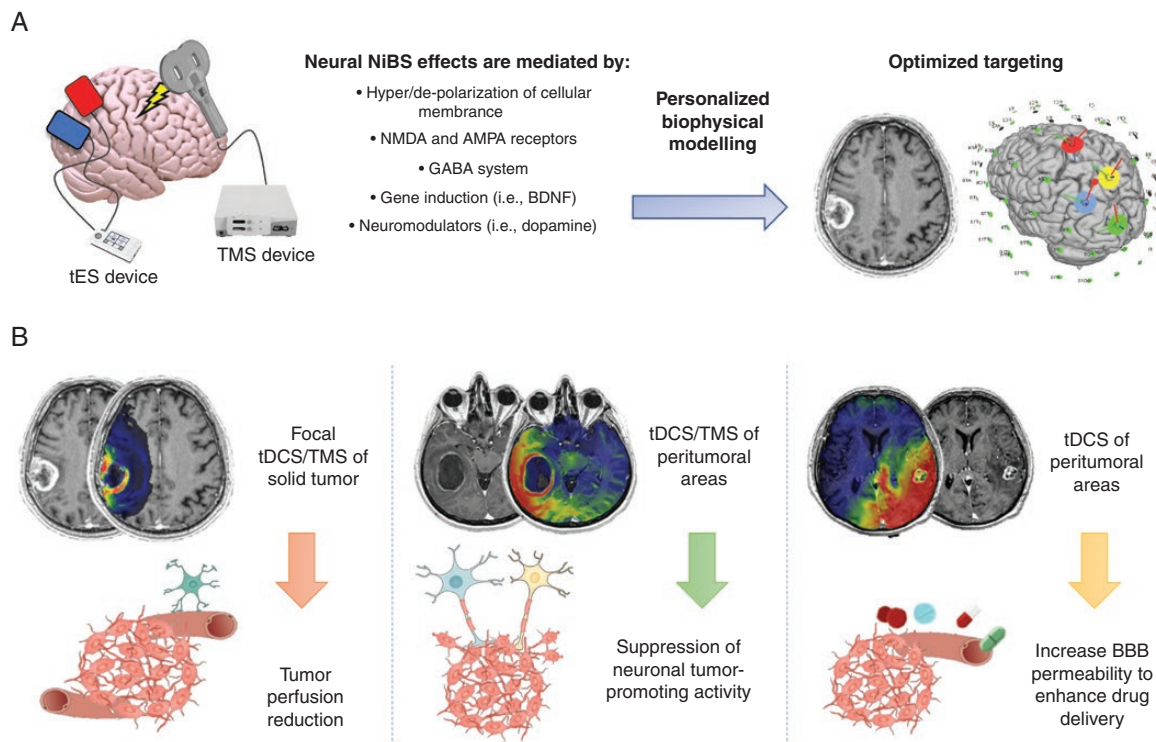 A
Neural NiBS effects are mediated by:
• Hyper/de-polarization of cellular
membrance
• NMDA and AMPA receptors
• GABA system
• Gene induction (i.e., BDNF)
• Neuromodulators (i.e., dopamine)
tES device
TMS device
Personalized
biophysical
modelling
Optimized targeting
B
Focal
tDCS/TMS of
solid tumor
Tumor
perfusion
reduction
tDCS/TMS of
peritumoral
areas
Suppression of
neuronal tumor-
promoting activity
tDCS of
peritumoral
areas
Increase BBB
permeability to
enhance drug
delivery